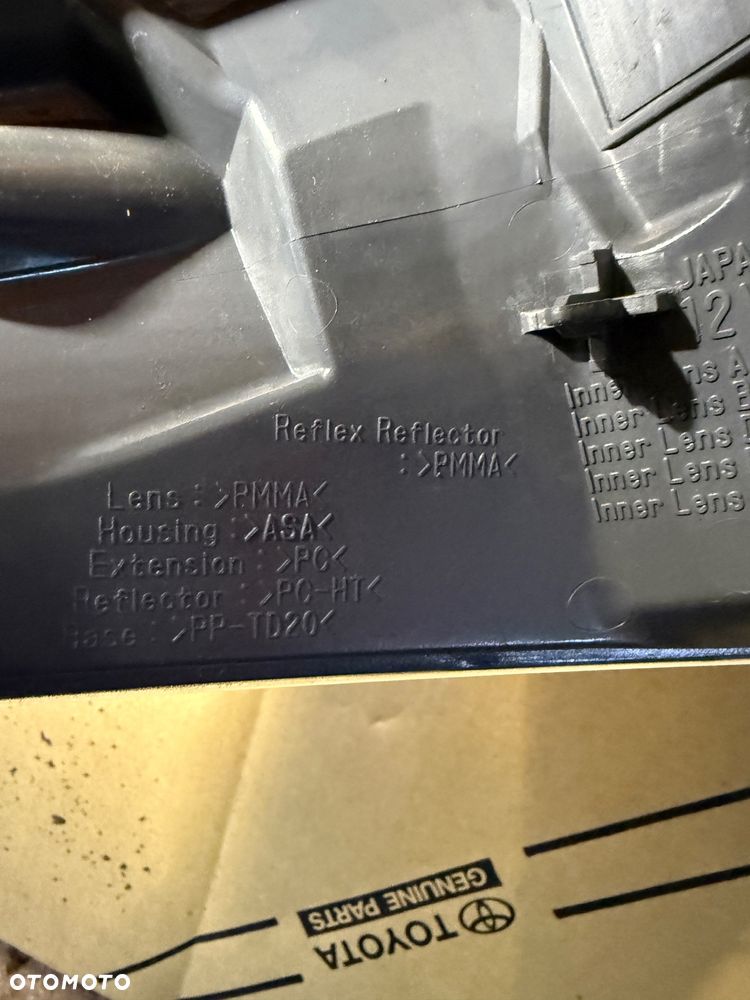 JAPA
12
Inner Lens A
Inner Lens B
Inner Lens
Inner Lens
Inner Lens
Reflex Reflector
:>PMMA<
Lens :>PMMA<
Housing :>ASA<
Extension :>PC<
Reflector :>PC-HT<
Base :>PP-TD20<
TOYOTA
GENUINE PARTS
OTOMOTO